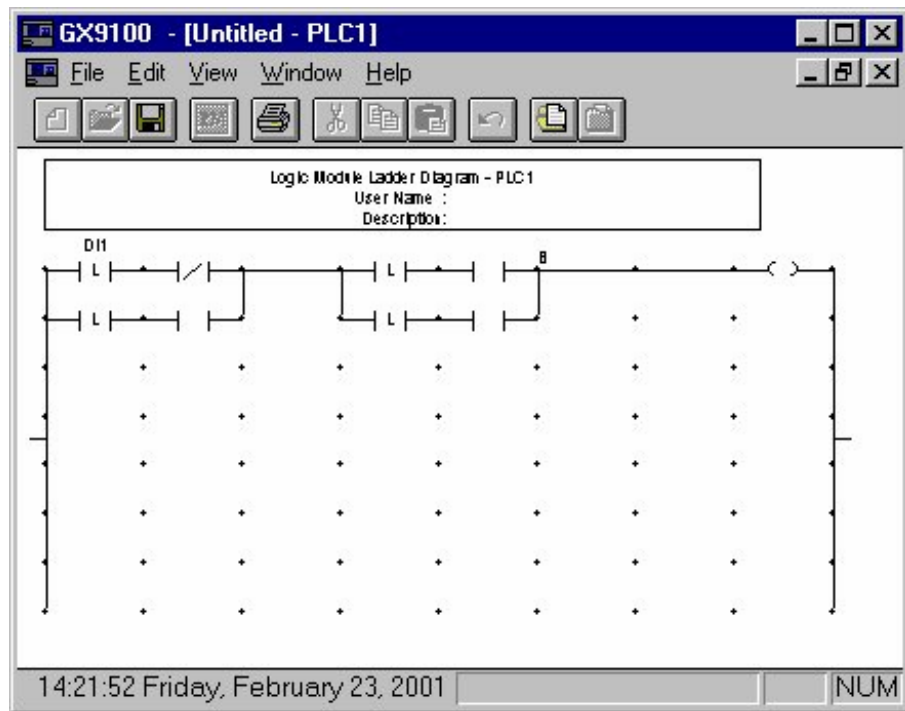 GX9100 - [Untitled - PLC1]
File Edit View Window Help
Logic Module Ladder Diagram - PLC1
User Name :
Description:
DI1
L L
L L
14:21:52 Friday, February 23, 2001 NUM